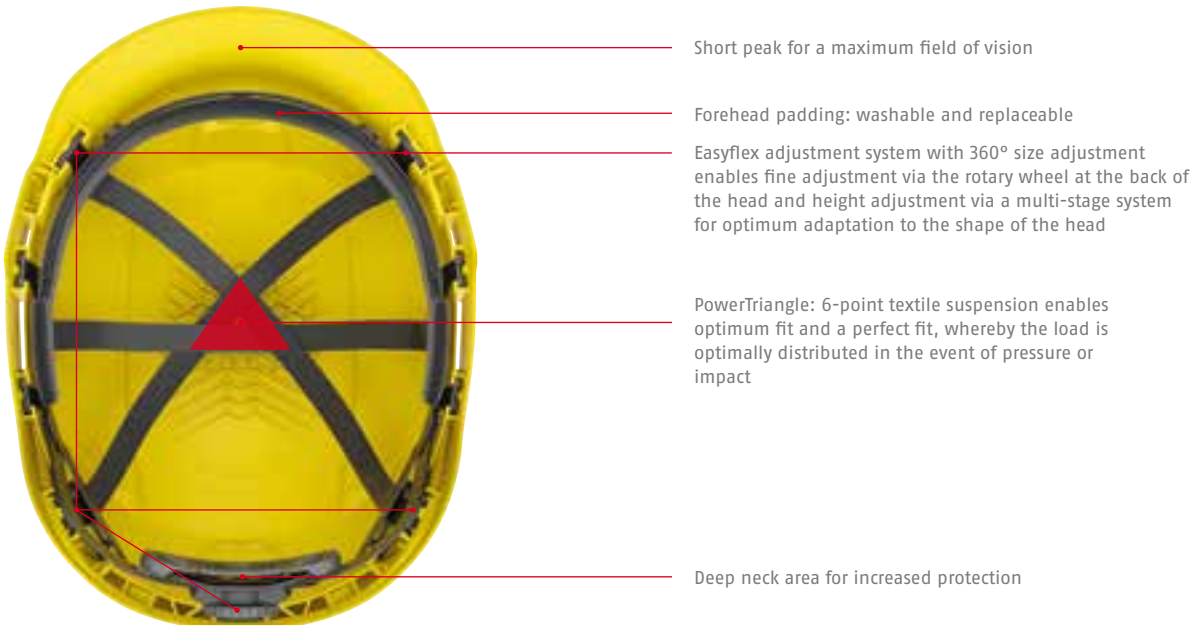 Short peak for a maximum field of vision
Forehead padding: washable and replaceable
Easyflex adjustment system with 360° size adjustment
enables fine adjustment via the rotary wheel at the back of
the head and height adjustment via a multi-stage system
for optimum adaptation to the shape of the head
PowerTriangle: 6-point textile suspension enables
optimum fit and a perfect fit, whereby the load is
optimally distributed in the event of pressure or
impact
Deep neck area for increased protection